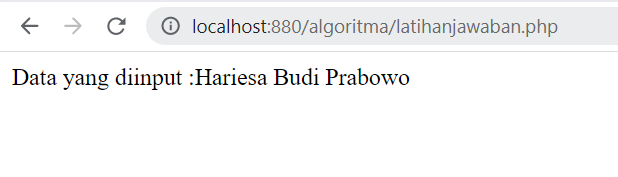 localhost:880/algoritma/latihanjawaban.php
Data yang diinput :Hariesa Budi Prabowo